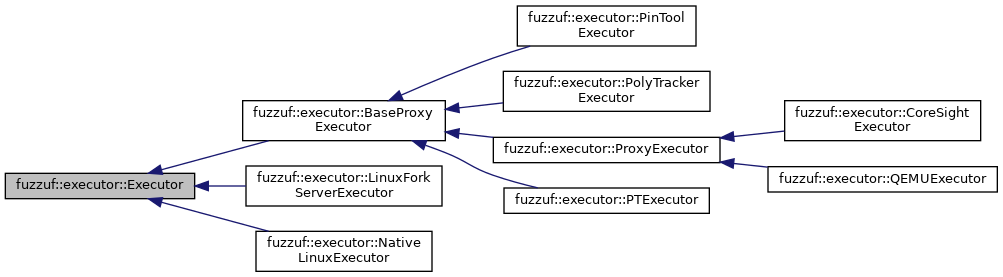 fuzzuf::executor::PinTool
Executor
fuzzuf::executor::PolyTracker
Executor
fuzzuf::executor::BaseProxy
Executor
fuzzuf::executor::CoreSight
Executor
fuzzuf::executor::ProxyExecutor
fuzzuf::executor::QEMUExecutor
fuzzuf::executor::Executor
fuzzuf::executor::LinuxFork
ServerExecutor
fuzzuf::executor::PTExecutor
fuzzuf::executor::Native
LinuxExecutor